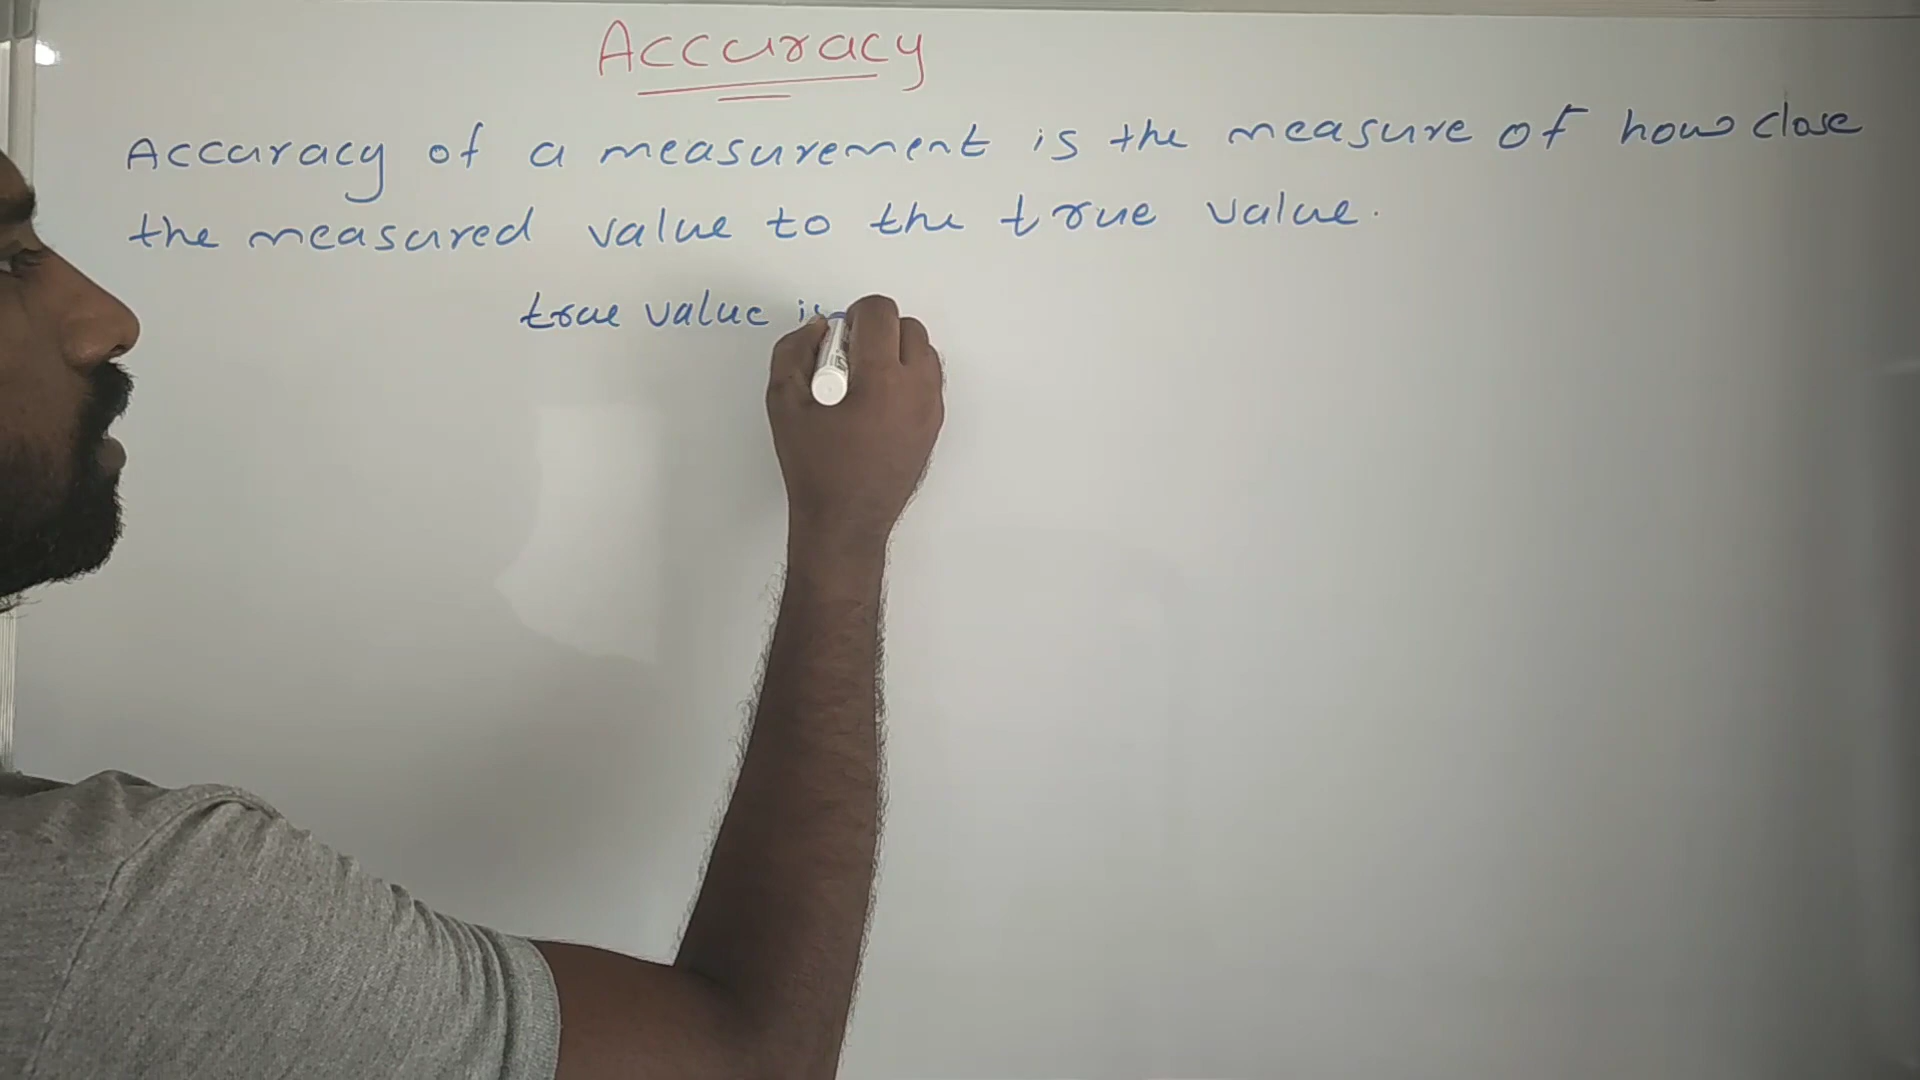 Accuracy
Accuracy of a measurement is the measure of how close
the measured value to the true value.
true value is